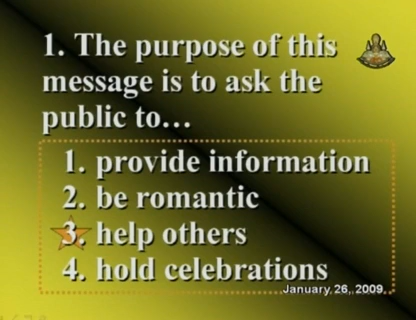 1. The purpose of this
message is to ask the
public to...
1. provide information
2. be romantic
3. help others
4. hold celebrations
January, 26, 2009